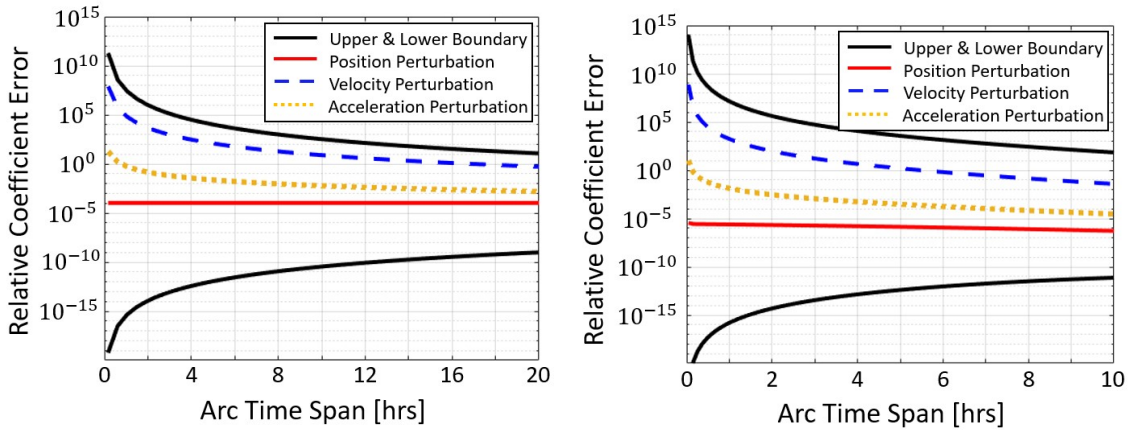 Relative Coefficient Error
10^15
10^10
10^5
10^0
10^-5
10^-10
10^-15
Upper & Lower Boundary
Position Perturbation
Velocity Perturbation
Acceleration Perturbation
0 4 8 12 16 20
Arc Time Span [hrs]
Relative Coefficient Error
10^15
10^10
10^5
10^0
10^-5
10^-10
10^-15
Upper & Lower Boundary
Position Perturbation
Velocity Perturbation
Acceleration Perturbation
0 2 4 6 8 10
Arc Time Span [hrs]